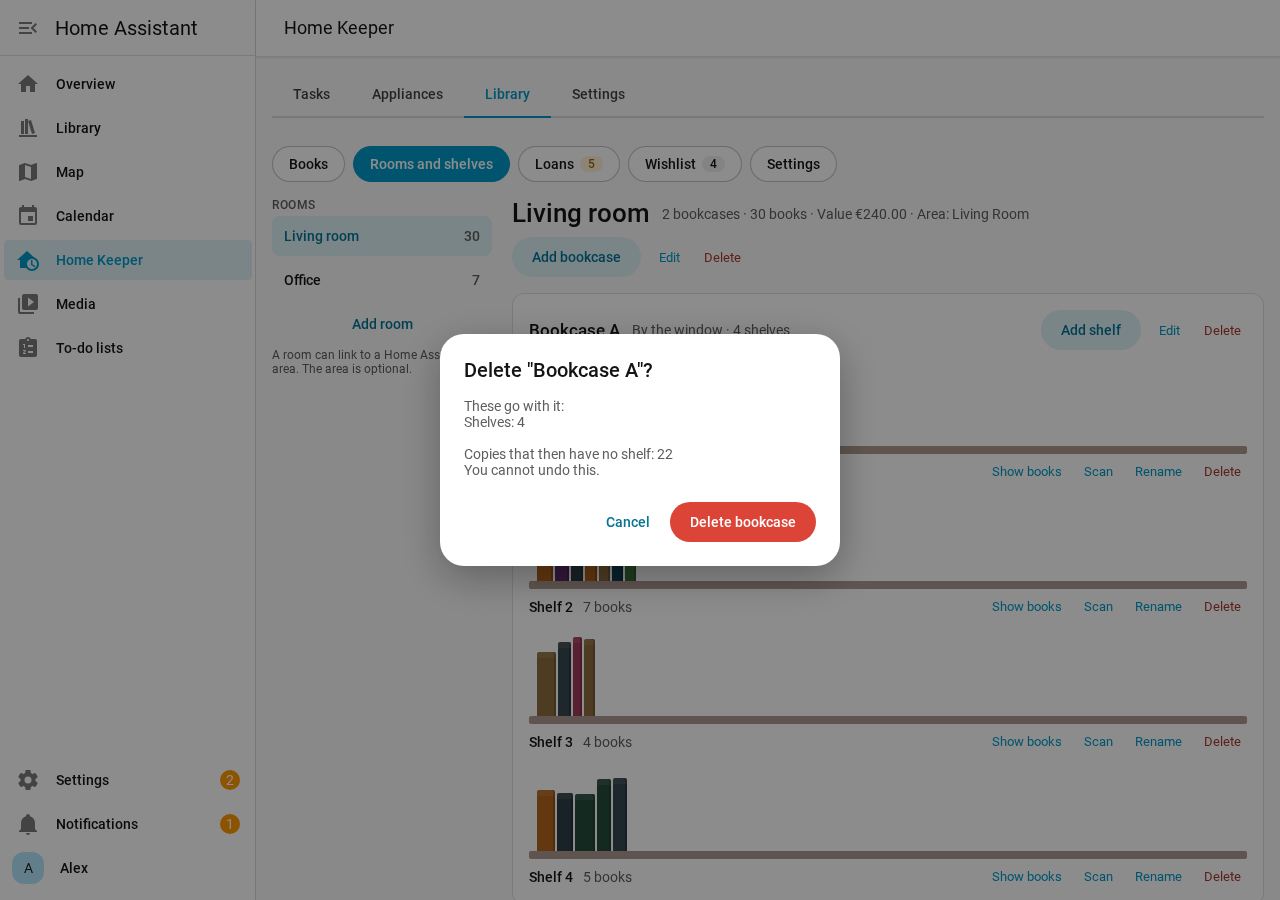 Home Assistant
Home Keeper
Overview
Library
Map
Calendar
Home Keeper
Media
To-do lists
Settings 2
Notifications 1
A Alex
Tasks Appliances Library Settings
Books Rooms and shelves Loans 5 Wishlist 4 Settings
ROOMS
Living room 30
Office 7
Add room
A room can link to a Home Ass
area. The area is optional.
Living room 2 bookcases · 30 books · Value €240.00 · Area: Living Room
Add bookcase Edit Delete
Bookcase A By the window · 4 shelves Add shelf Edit Delete
Show books Scan Rename Delete
Shelf 2 7 books Show books Scan Rename Delete
Shelf 3 4 books Show books Scan Rename Delete
Shelf 4 5 books Show books Scan Rename Delete
Delete "Bookcase A"?
These go with it:
Shelves: 4
Copies that then have no shelf: 22
You cannot undo this.
Cancel Delete bookcase